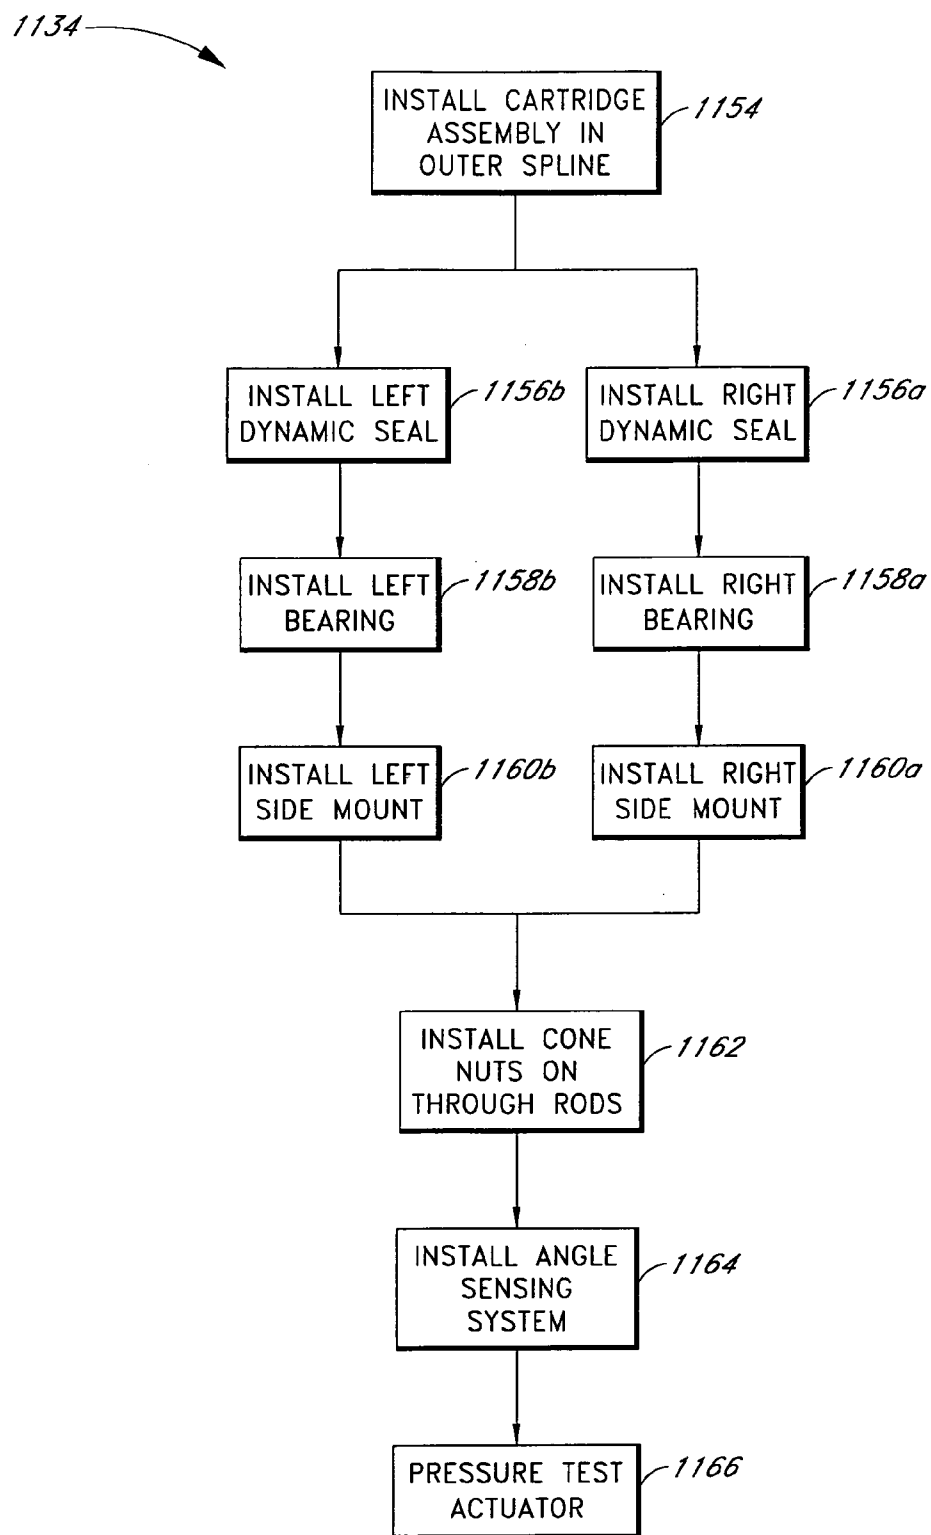 1134
INSTALL CARTRIDGE
ASSEMBLY IN
OUTER SPLINE
1154
INSTALL LEFT
DYNAMIC SEAL
1156b
INSTALL RIGHT
DYNAMIC SEAL
1156a
INSTALL LEFT
BEARING
1158b
INSTALL RIGHT
BEARING
1158a
INSTALL LEFT
SIDE MOUNT
1160b
INSTALL RIGHT
SIDE MOUNT
1160a
INSTALL CONE
NUTS ON
THROUGH RODS
1162
INSTALL ANGLE
SENSING
SYSTEM
1164
PRESSURE TEST
ACTUATOR
1166